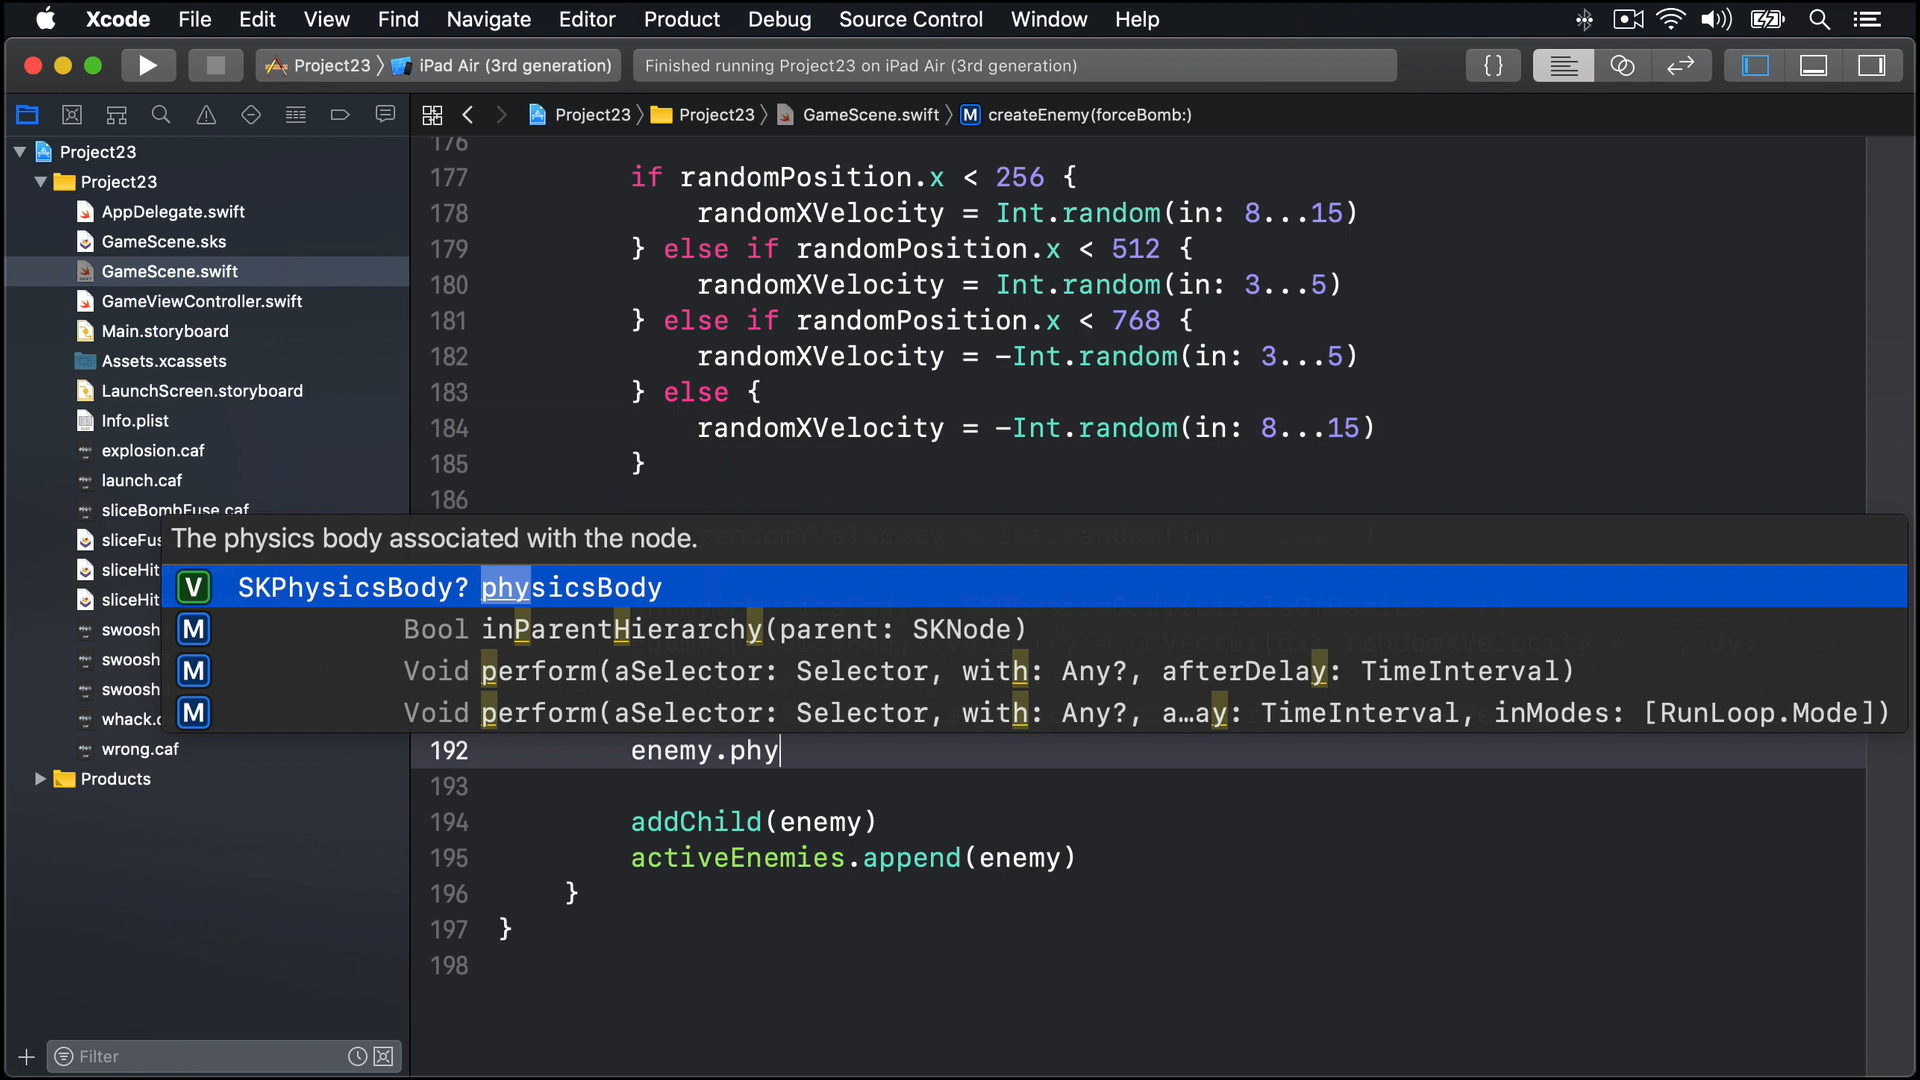 Xcode File Edit View Find Navigate Editor Product Debug Source Control Window Help
Project23 〉 iPad Air (3rd generation) Finished running Project23 on iPad Air (3rd generation) {}
Project23 〉 Project23 〉 GameScene.swift 〉 M createEnemy(forceBomb:)
Project23
Project23
AppDelegate.swift
GameScene.sks
GameScene.swift
GameViewController.swift
Main.storyboard
Assets.xcassets
LaunchScreen.storyboard
Info.plist
explosion.caf
launch.caf
sliceBombFuse.caf
sliceFus
sliceHit
sliceHit
swoosh
swoosh
swoosh
whack.c
wrong.caf
Products
Filter
176
177 if randomPosition.x < 256 {
178 randomXVelocity = Int.random(in: 8...15)
179 } else if randomPosition.x < 512 {
180 randomXVelocity = Int.random(in: 3...5)
181 } else if randomPosition.x < 768 {
182 randomXVelocity = -Int.random(in: 3...5)
183 } else {
184 randomXVelocity = -Int.random(in: 8...15)
185 }
186
The physics body associated with the node.
V SKPhysicsBody? physicsBody
M Bool inParentHierarchy(parent: SKNode)
M Void perform(aSelector: Selector, with: Any?, afterDelay: TimeInterval)
M Void perform(aSelector: Selector, with: Any?, a…ay: TimeInterval, inModes: [RunLoop.Mode])
192 enemy.phy
193
194 addChild(enemy)
195 activeEnemies.append(enemy)
196 }
197 }
198